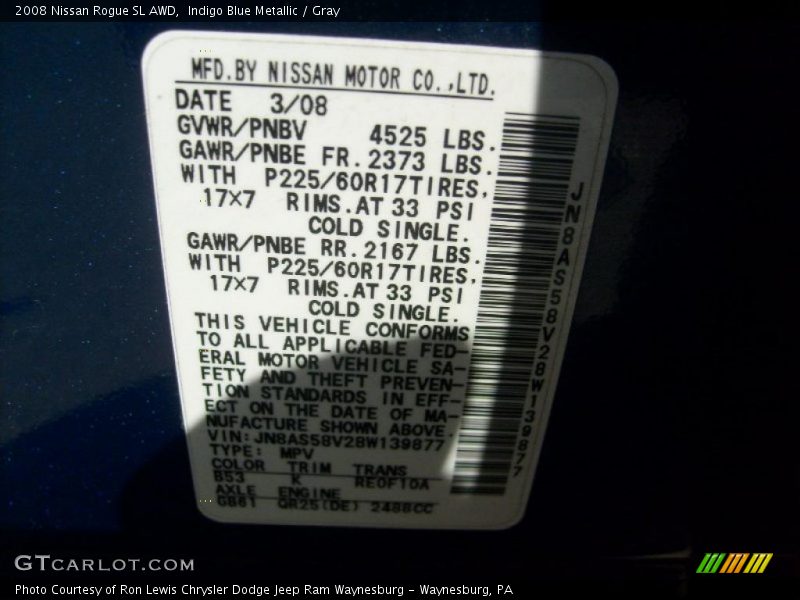 2008 Nissan Rogue SL AWD,  Indigo Blue Metallic / Gray
MFD.BY NISSAN MOTOR CO.,LTD.
DATE 3/08
GVWR/PNBV 4525 LBS.
GAWR/PNBE FR.2373 LBS.
WITH P225/60R17TIRES,
17×7 RIMS.AT 33 PSI
COLD SINGLE.
GAWR/PNBE RR.2167 LBS.
WITH P225/60R17TIRES,
17×7 RIMS.AT 33 PSI
COLD SINGLE.
THIS VEHICLE CONFORMS
TO ALL APPLICABLE FED-
ERAL MOTOR VEHICLE SA-
FETY AND THEFT PREVEN-
TION STANDARDS IN EFF-
ECT ON THE DATE OF MA-
NUFACTURE SHOWN ABOVE.
VIN:JN8AS58V28W139877
TYPE: MPV
COLOR TRIM TRANS
B53 K RE0F10A
AXLE ENGINE
GB61 QR25(DE) 2488CC
JN8AS58V28W139877
GTCARLOT.COM
Photo Courtesy of Ron Lewis Chrysler Dodge Jeep Ram Waynesburg - Waynesburg, PA